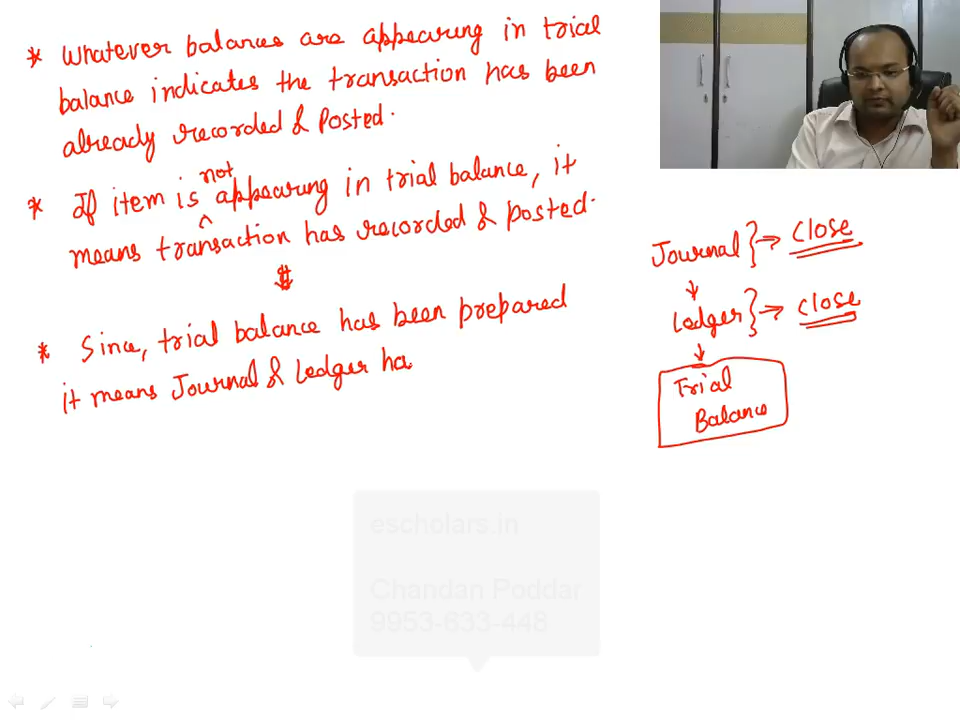 * Whatever balances are appearing in trial
balance indicates the transaction has been
already recorded & Posted.
* If item is not appearing in trial balance, it
means transaction has recorded & posted.
* Since, trial balance has been prepared
it means Journal & Ledger ha
Journal } → Close
Ledger } → Close
Trial
Balance
escholars.in
Chandan Poddar
9953-633-448